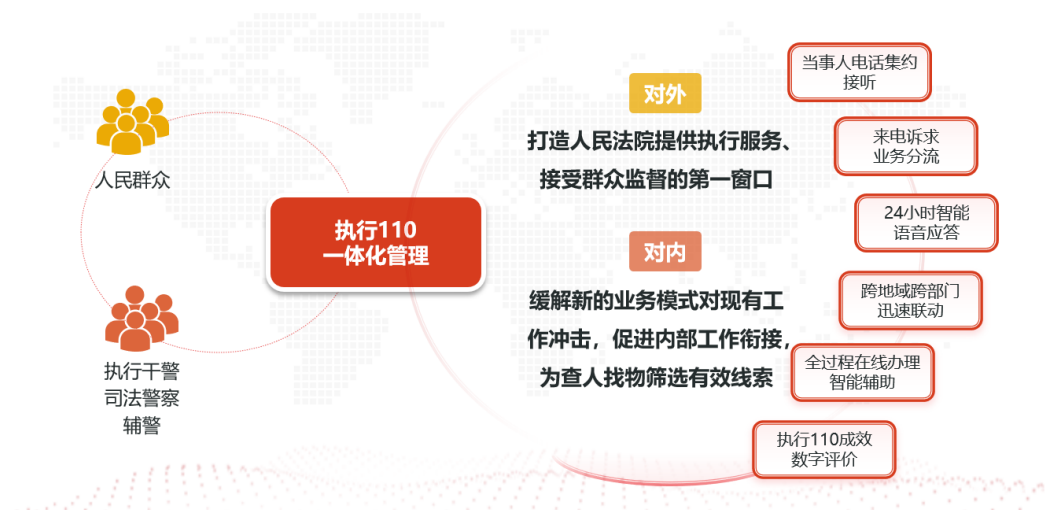 人民群众
执行干警
司法警察
辅警
执行110
一体化管理
对外
打造人民法院提供执行服务、
接受群众监督的第一窗口
对内
缓解新的业务模式对现有工
作冲击，促进内部工作衔接，
为查人找物筛选有效线索
当事人电话集约
接听
来电诉求
业务分流
24小时智能
语音应答
跨地域跨部门
迅速联动
全过程在线办理
智能辅助
执行110成效
数字评价